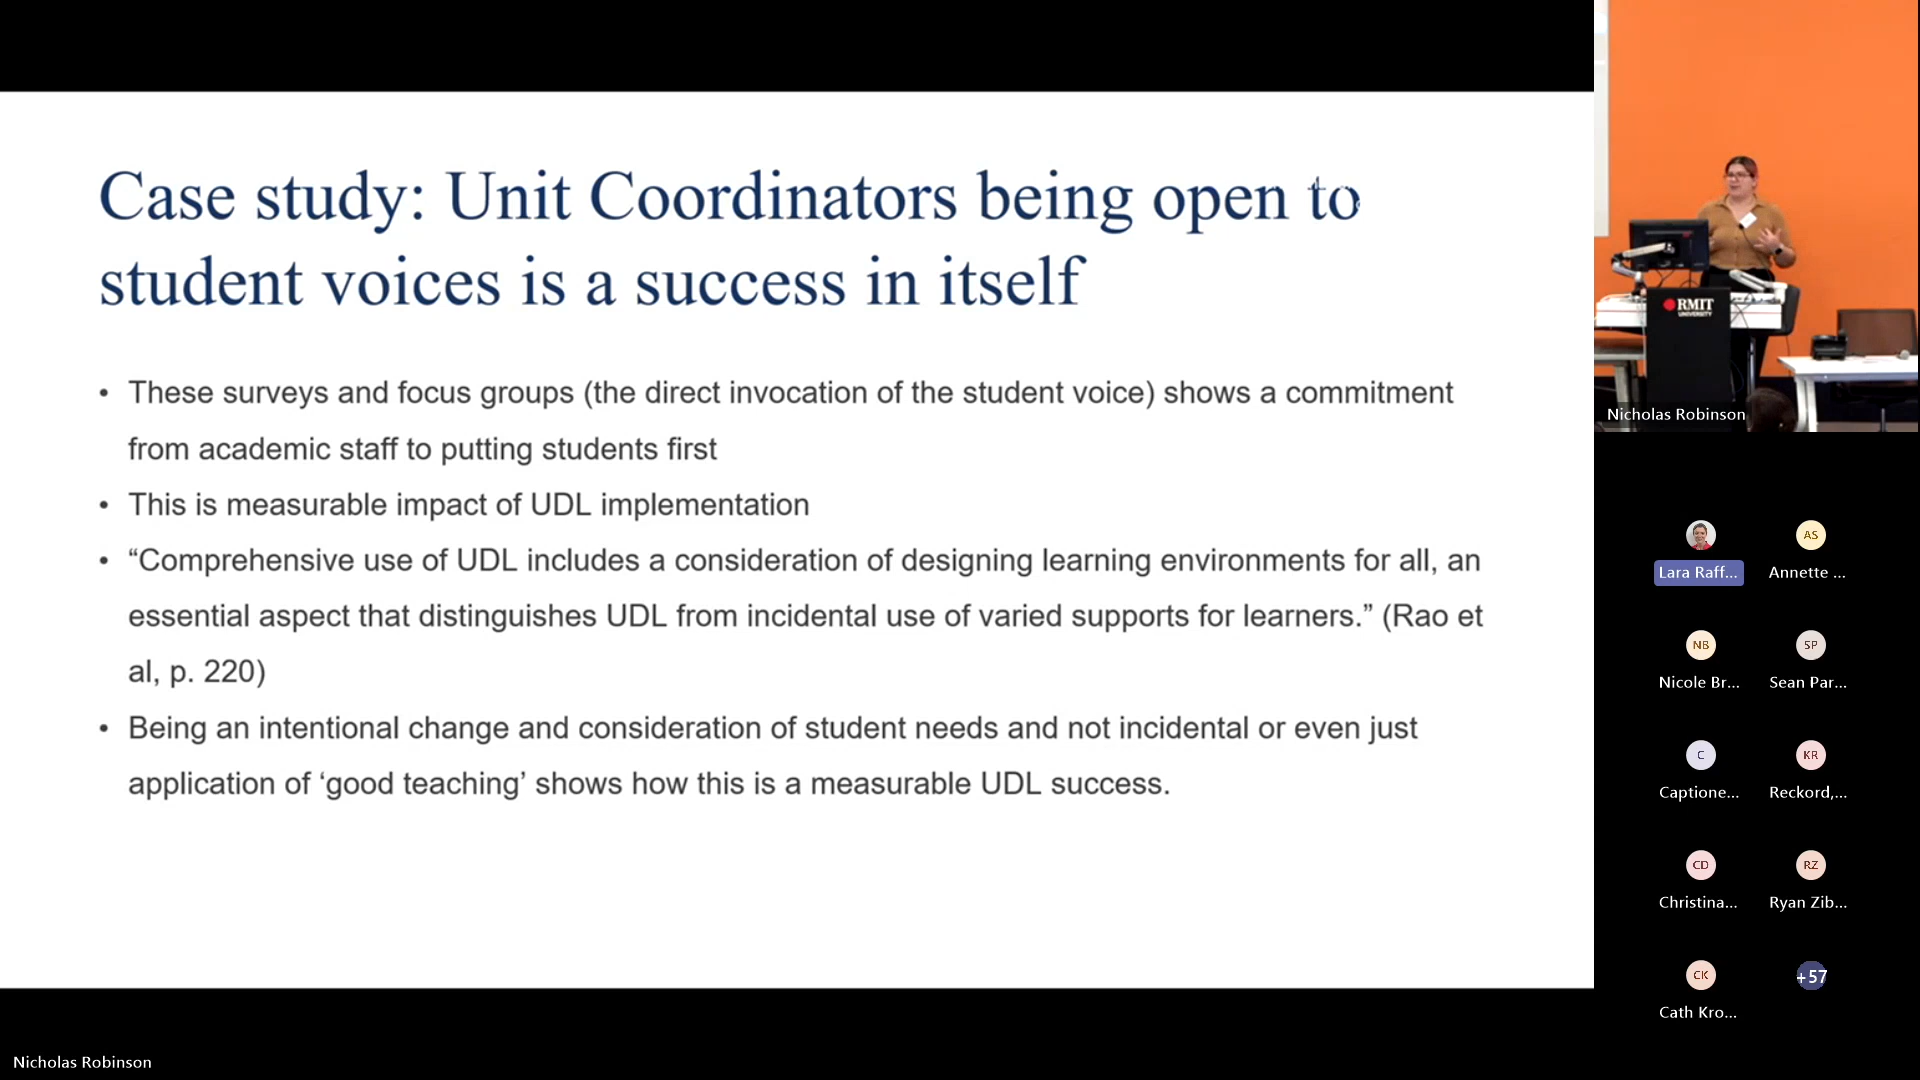 Case study: Unit Coordinators being open to
student voices is a success in itself
• These surveys and focus groups (the direct invocation of the student voice) shows a commitment
from academic staff to putting students first
• This is measurable impact of UDL implementation
• “Comprehensive use of UDL includes a consideration of designing learning environments for all, an
essential aspect that distinguishes UDL from incidental use of varied supports for learners.” (Rao et
al, p. 220)
• Being an intentional change and consideration of student needs and not incidental or even just
application of ‘good teaching’ shows how this is a measurable UDL success.
Nicholas Robinson
RMIT
UNIVERSITY
Nicholas Robinson
Lara Raff...
AS
Annette ...
NB
Nicole Br...
SP
Sean Par...
C
Captione...
KR
Reckord,...
CD
Christina...
RZ
Ryan Zib...
CK
Cath Kro...
+57